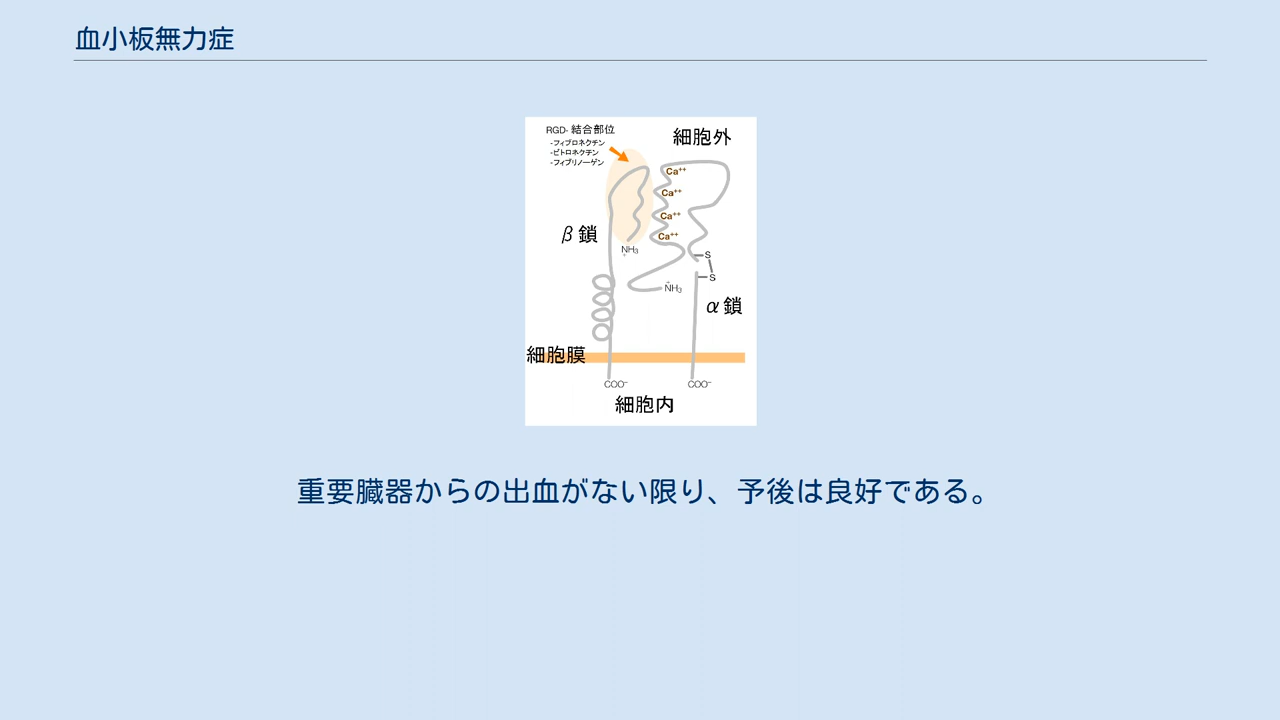 血小板無力症
RGD- 結合部位
-フィブロネクチン
-ビトロネクチン
-フィブリノーゲン
細胞外
Ca++
Ca++
Ca++
Ca++
β鎖
NH3
+
S
S
+
NH3
α鎖
細胞膜
COO−
COO−
細胞内
重要臓器からの出血がない限り、予後は良好である。